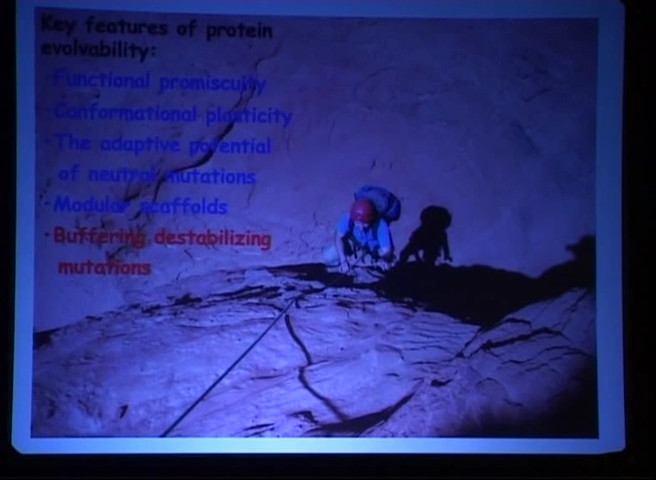 Key features of protein
evolvability:
·Functional promiscuity
·Conformational plasticity
·The adaptive potential
of neutral mutations
·Modular scaffolds
·Buffering destabilizing
mutations